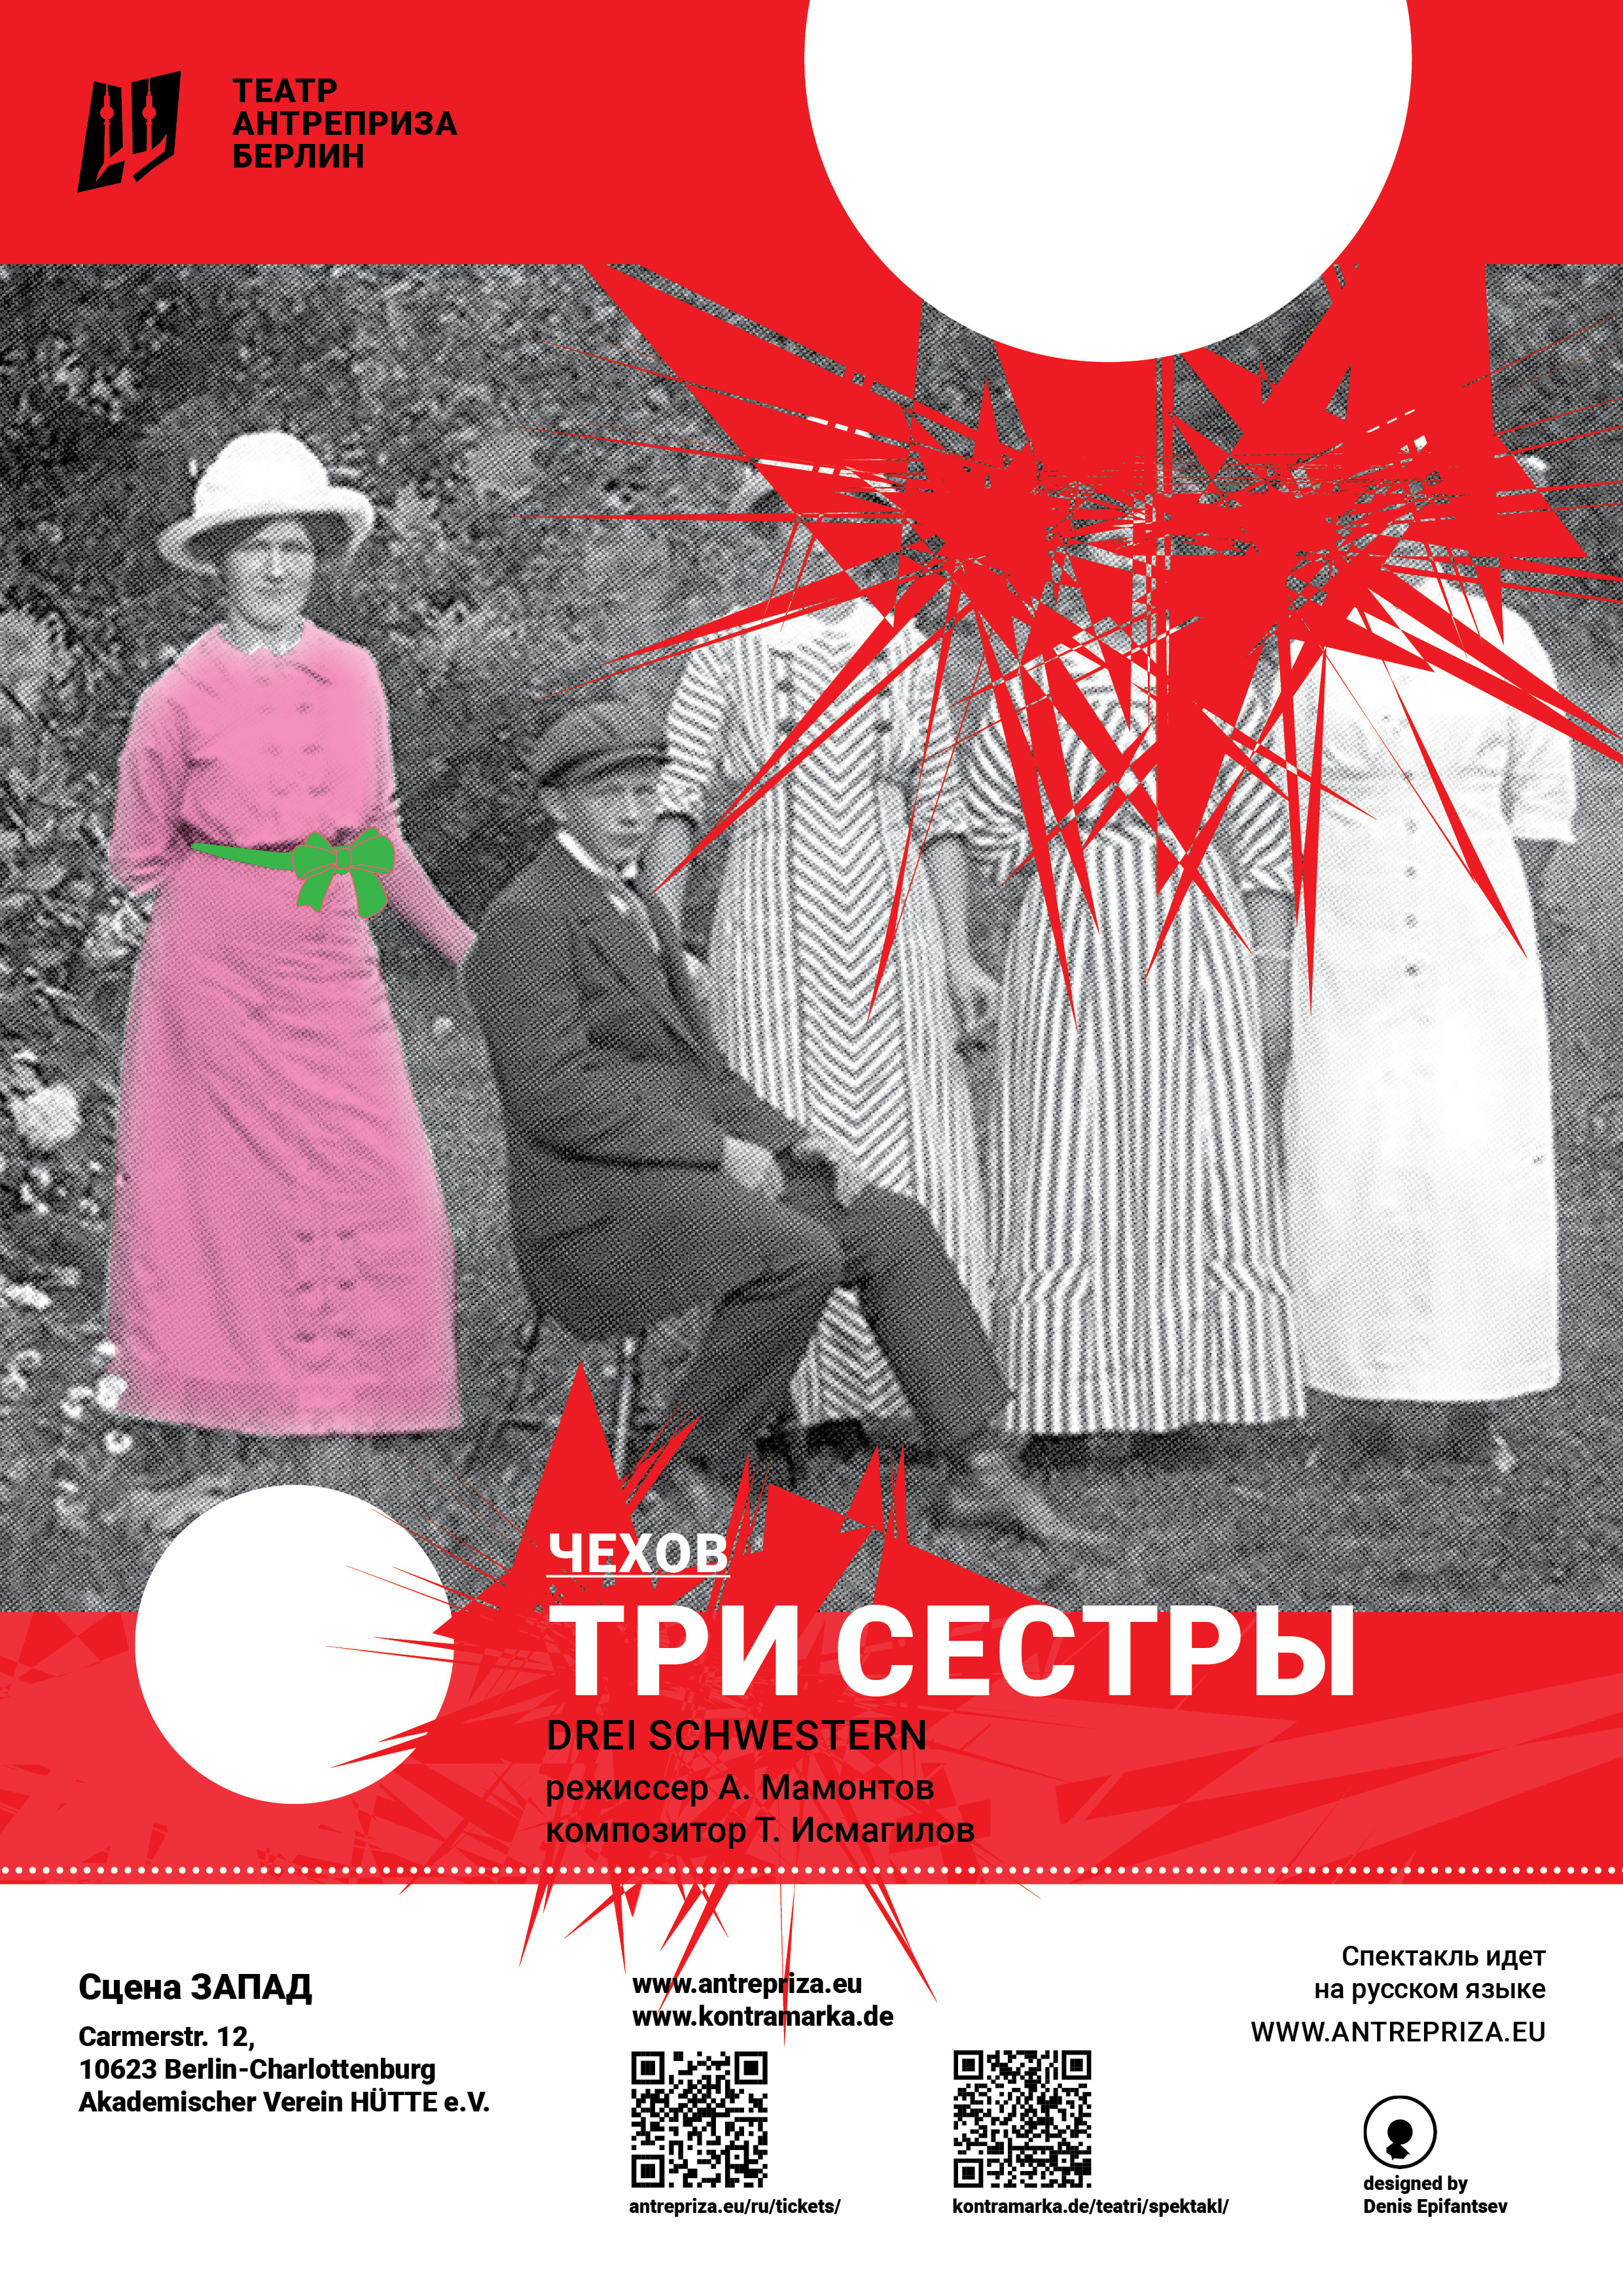 ТЕАТР
АНТРЕПРИЗА
БЕРЛИН
ЧЕХОВ
ТРИ СЕСТРЫ
DREI SCHWESTERN
режиссер А. Мамонтов
композитор Т. Исмагилов
Сцена ЗАПАД
Carmerstr. 12,
10623 Berlin-Charlottenburg
Akademischer Verein HÜTTE e.V.
www.antrepriza.eu
www.kontramarka.de
antrepriza.eu/ru/tickets/
kontramarka.de/teatri/spektakl/
Спектакль идет
на русском языке
WWW.ANTREPRIZA.EU
designed by
Denis Epifantsev